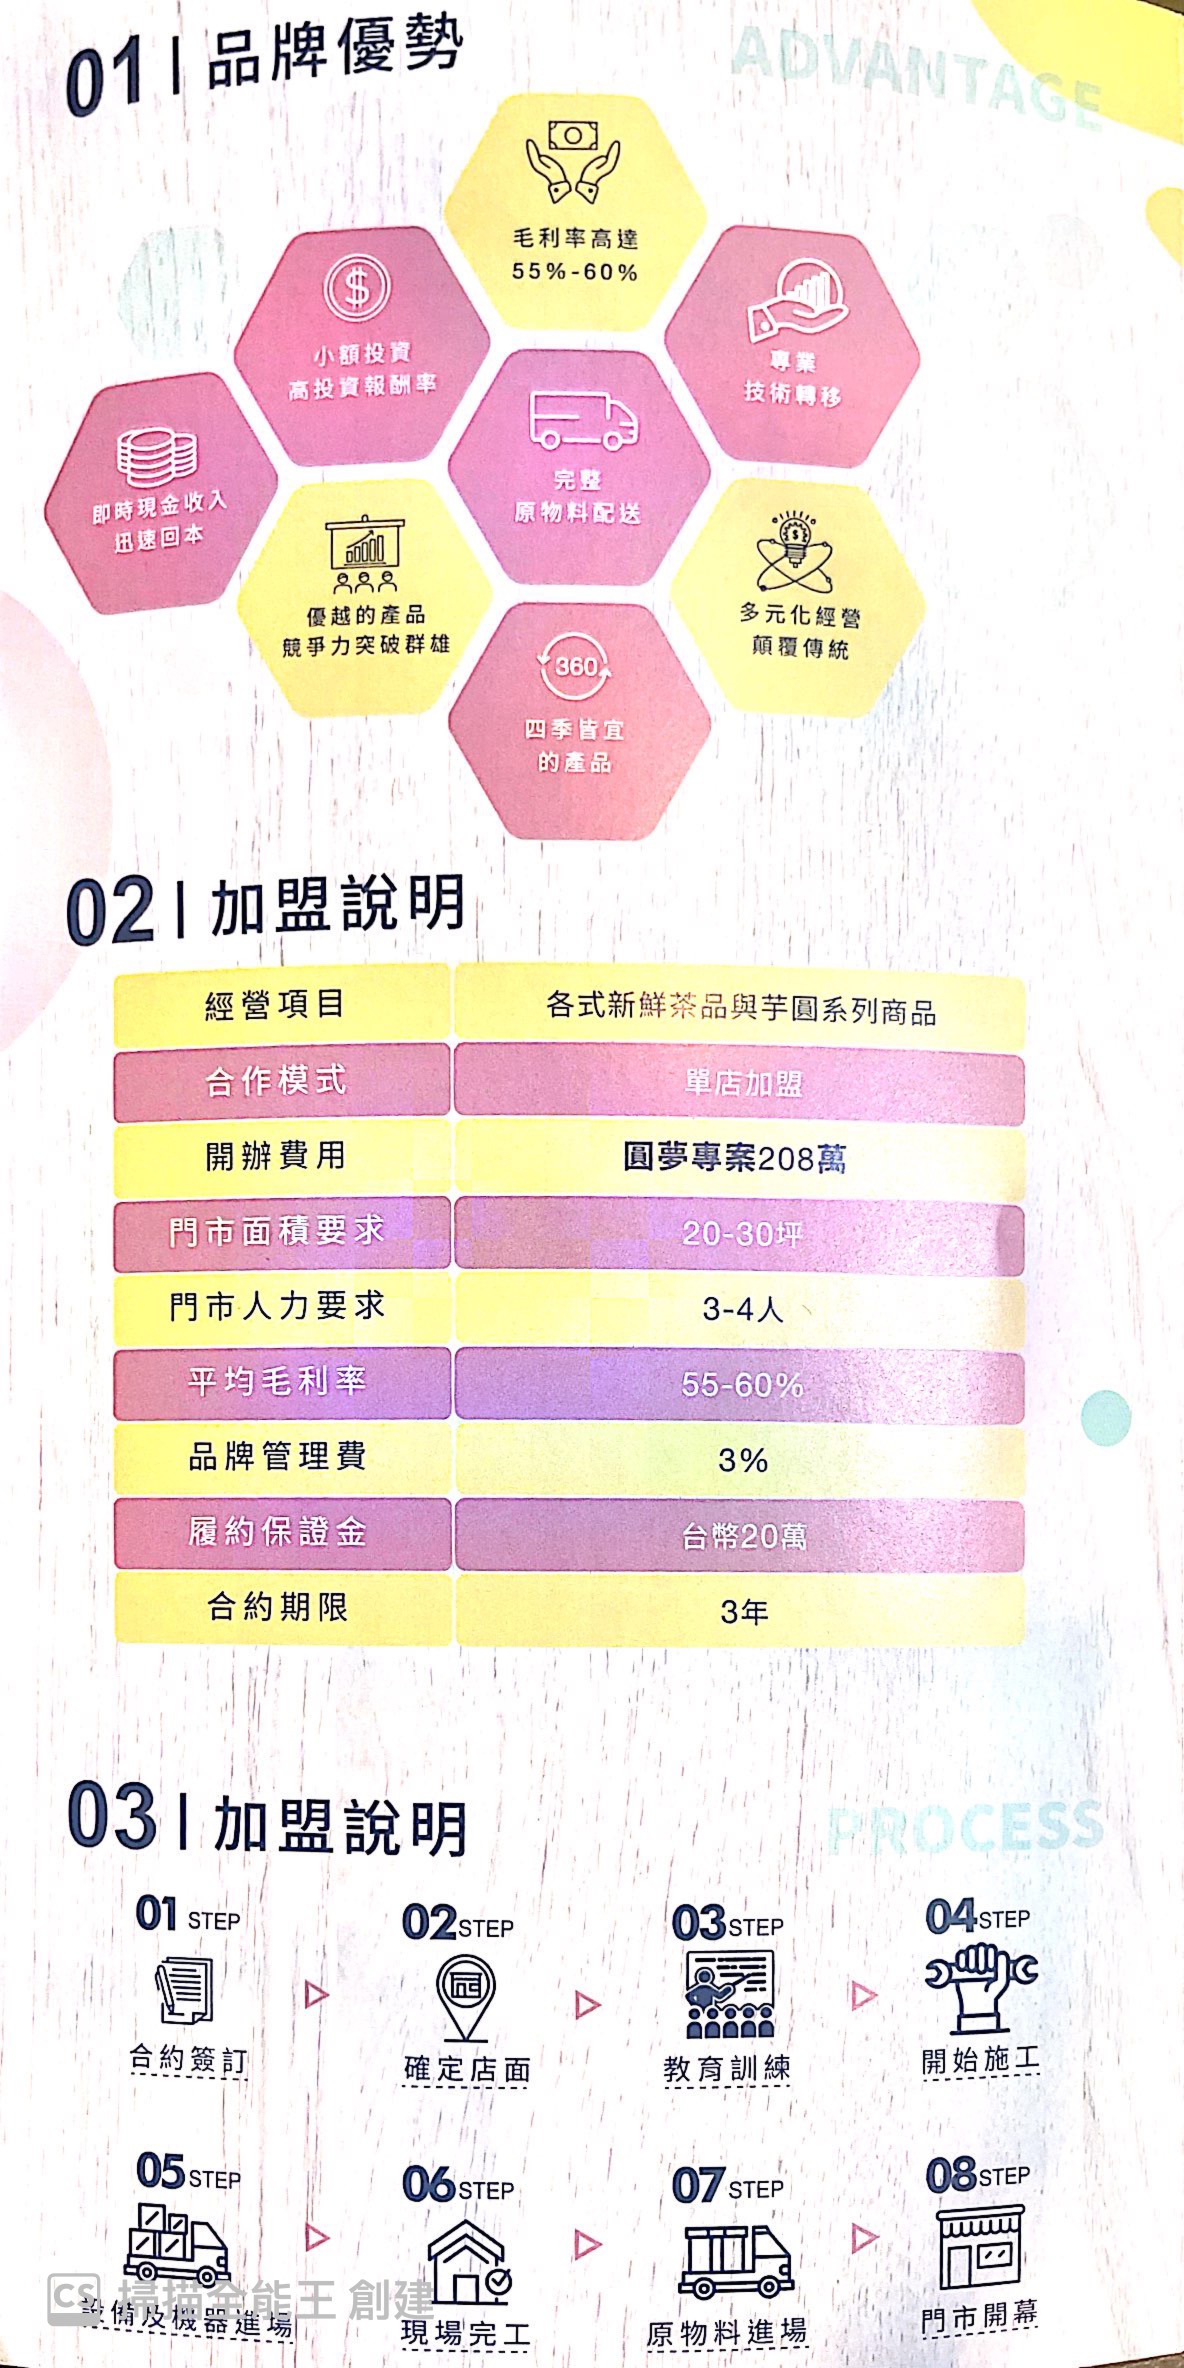 01 | 品牌優勢
ADVANTAGE
毛利率高達
55%-60%
小額投資
高投資報酬率
專業
技術轉移
即時現金收入
迅速回本
完整
原物料配送
優越的產品
競爭力突破群雄
多元化經營
顛覆傳統
360
四季皆宜
的產品
02 | 加盟說明
經營項目 各式新鮮茶品與芋圓系列商品
合作模式 單店加盟
開辦費用 圓夢專案208萬
門市面積要求 20-30坪
門市人力要求 3-4人
平均毛利率 55-60%
品牌管理費 3%
履約保證金 台幣20萬
合約期限 3年
03 | 加盟說明
PROCESS
01 STEP
合約簽訂
02 STEP
確定店面
03 STEP
教育訓練
04 STEP
開始施工
05 STEP
設備及機器進場
06 STEP
現場完工
07 STEP
原物料進場
08 STEP
門市開幕
CS 掃描全能王 創建